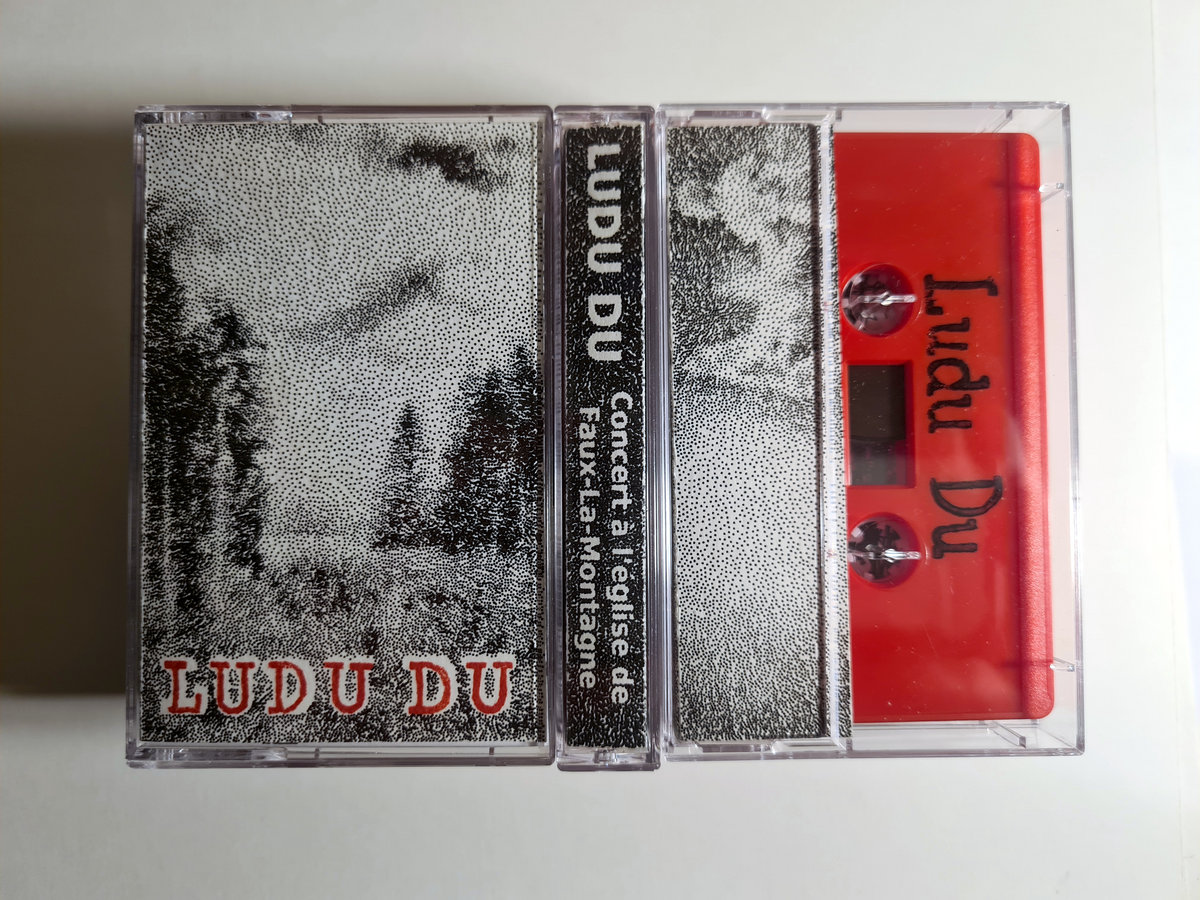 LUDU DU
LUDU DU
Concert à l'église de
Faux-La-Montagne
Ludu Du